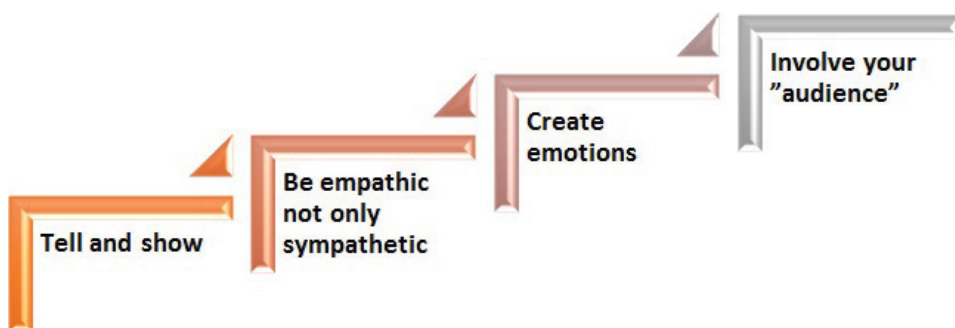 Tell and show
Be empathic
not only
sympathetic
Create
emotions
Involve your
”audience”